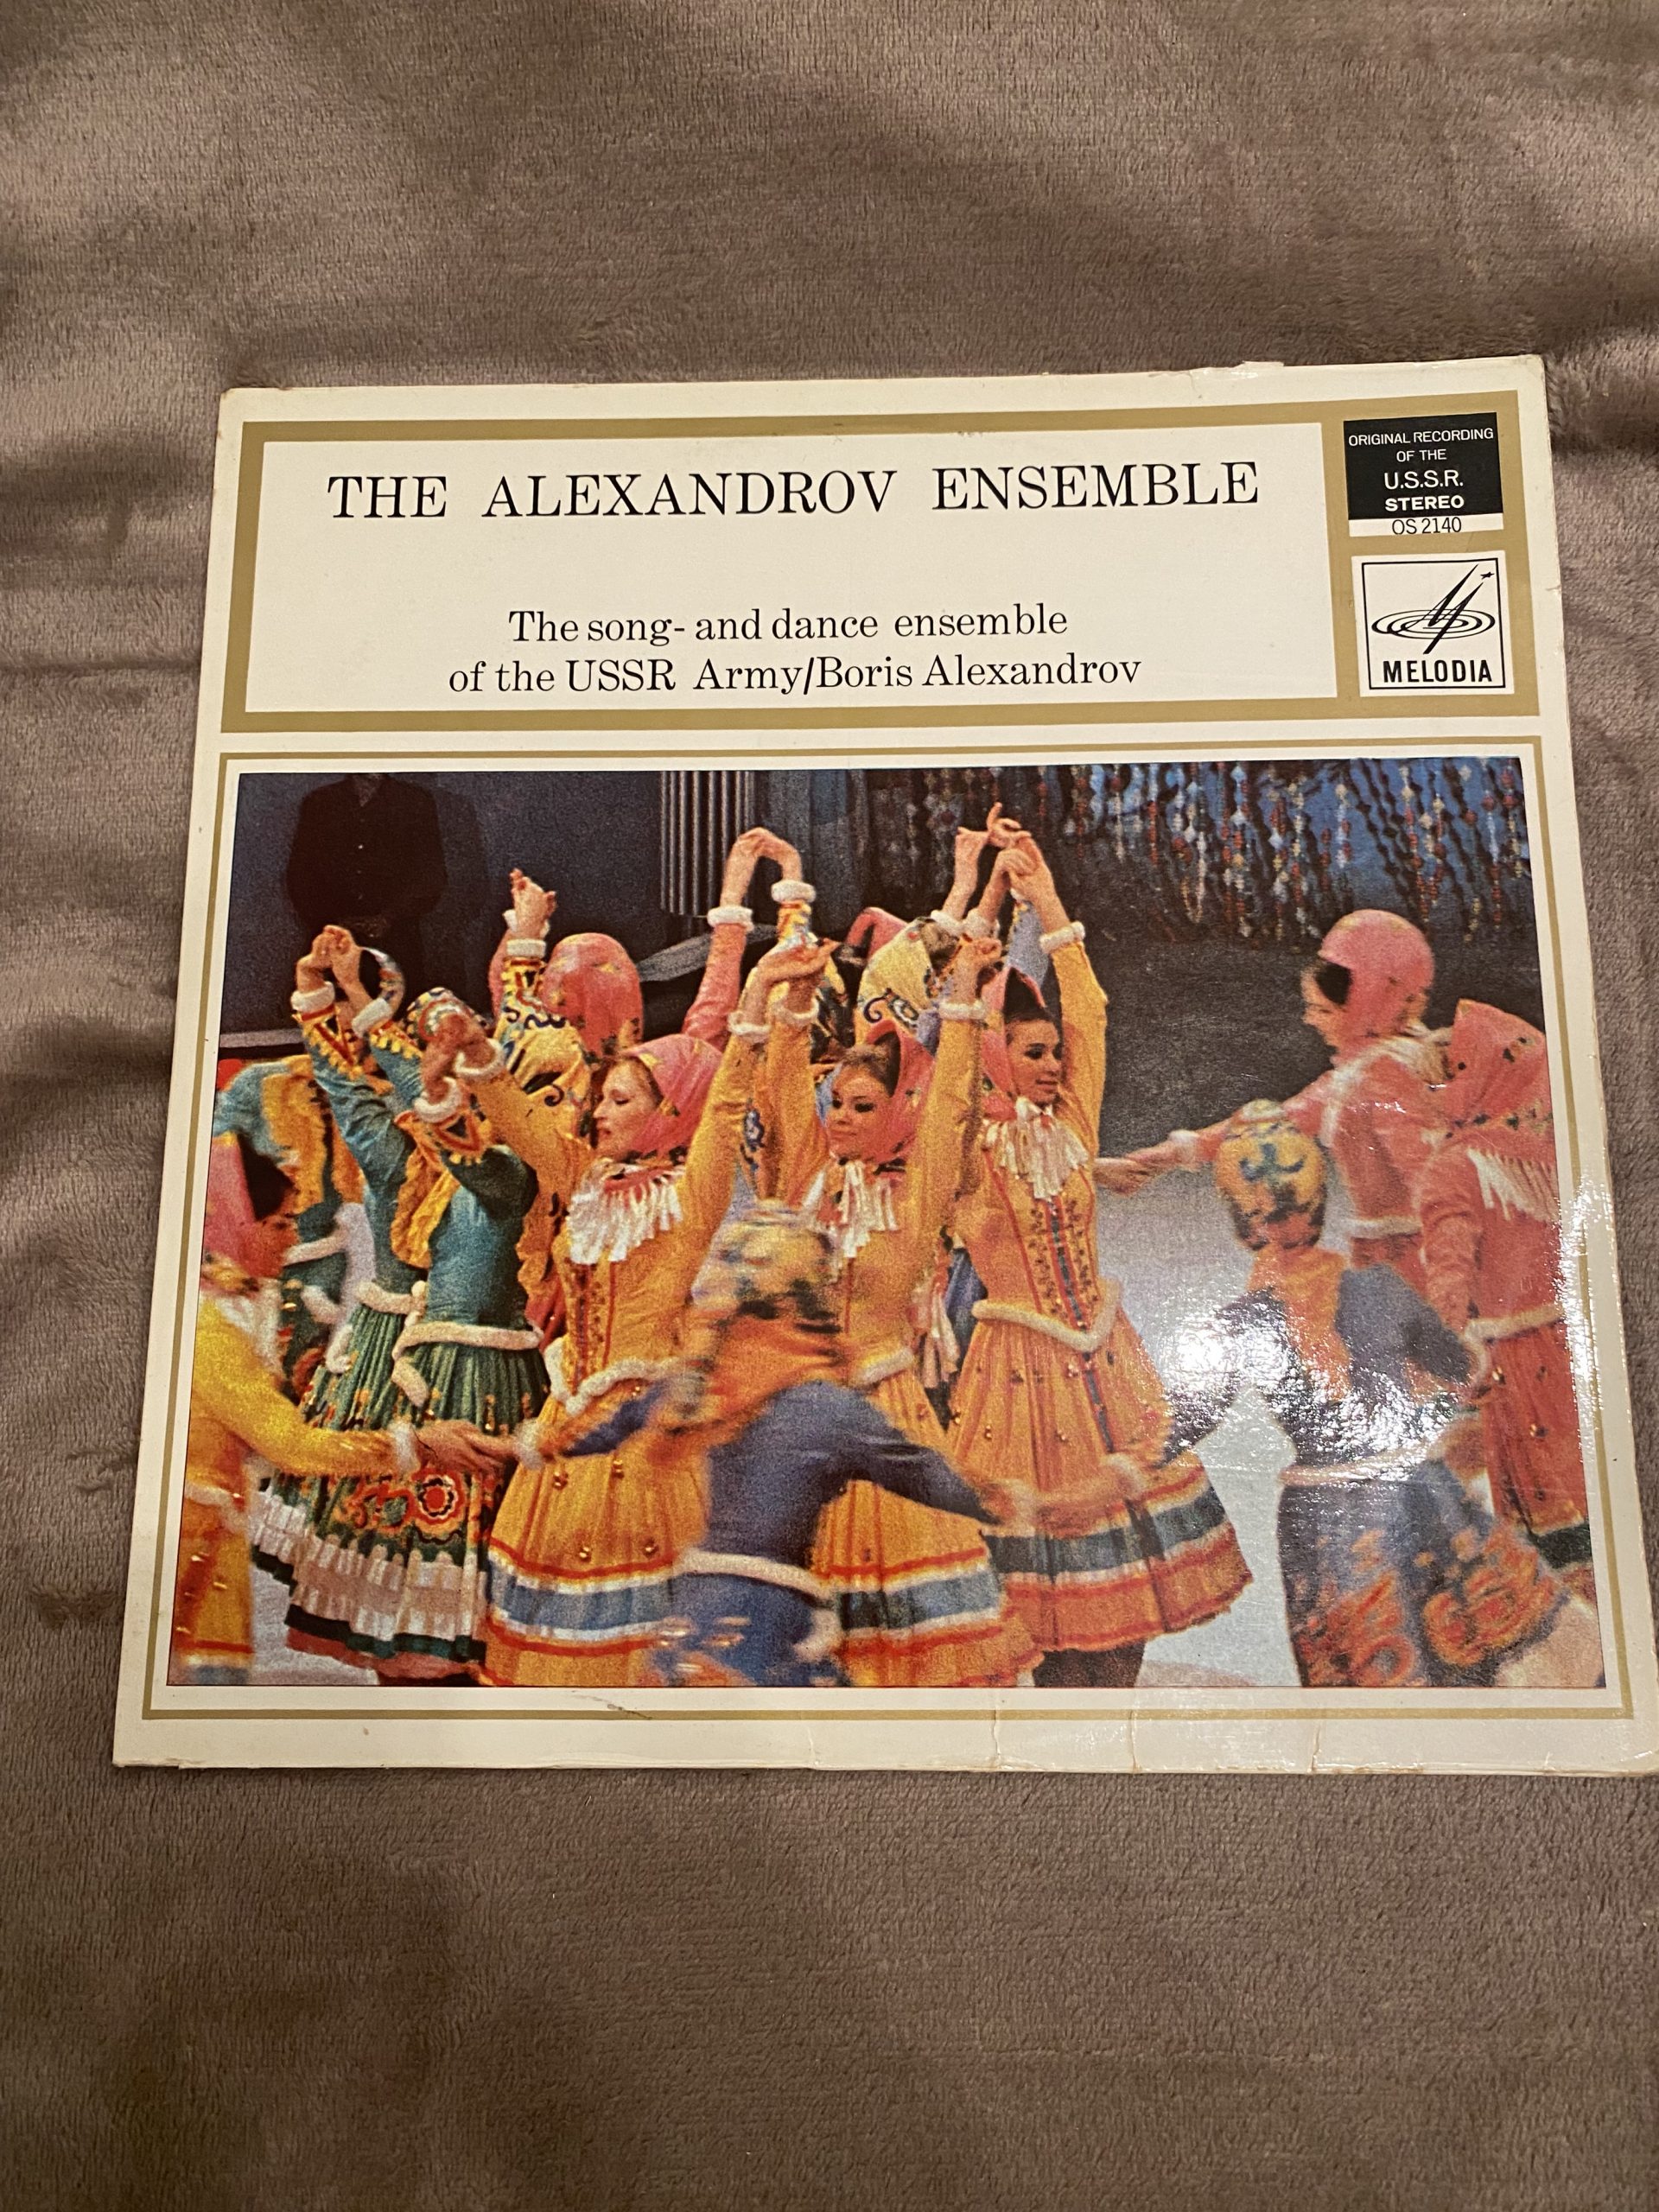 THE ALEXANDROV ENSEMBLE
The song- and dance ensemble
of the USSR Army/Boris Alexandrov
ORIGINAL RECORDING
OF THE
U.S.S.R.
STEREO
OS 2140
MELODIA